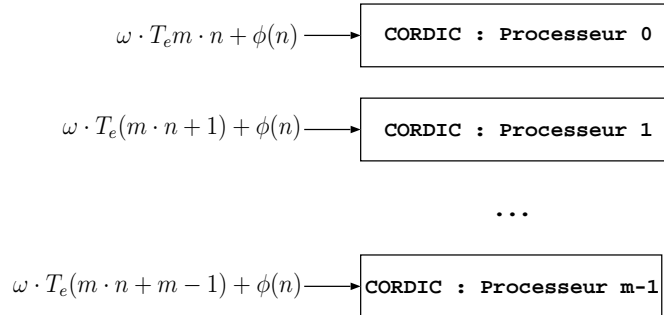 ω · T_e m · n + ϕ(n) CORDIC : Processeur 0
ω · T_e(m · n + 1) + ϕ(n) CORDIC : Processeur 1
...
ω · T_e(m · n + m − 1) + ϕ(n) CORDIC : Processeur m-1